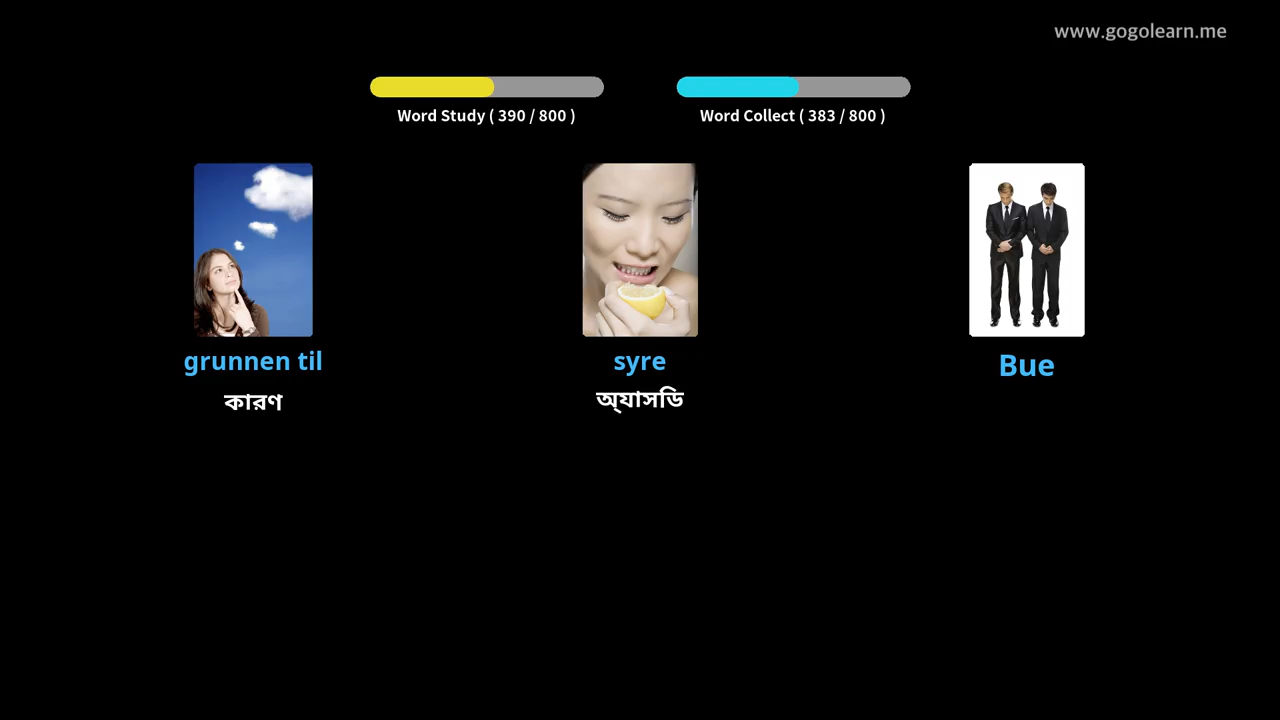 www.gogolearn.me
Word Study ( 390 / 800 )
Word Collect ( 383 / 800 )
grunnen til
syre
Bue
কারণ
অ্যাসডি